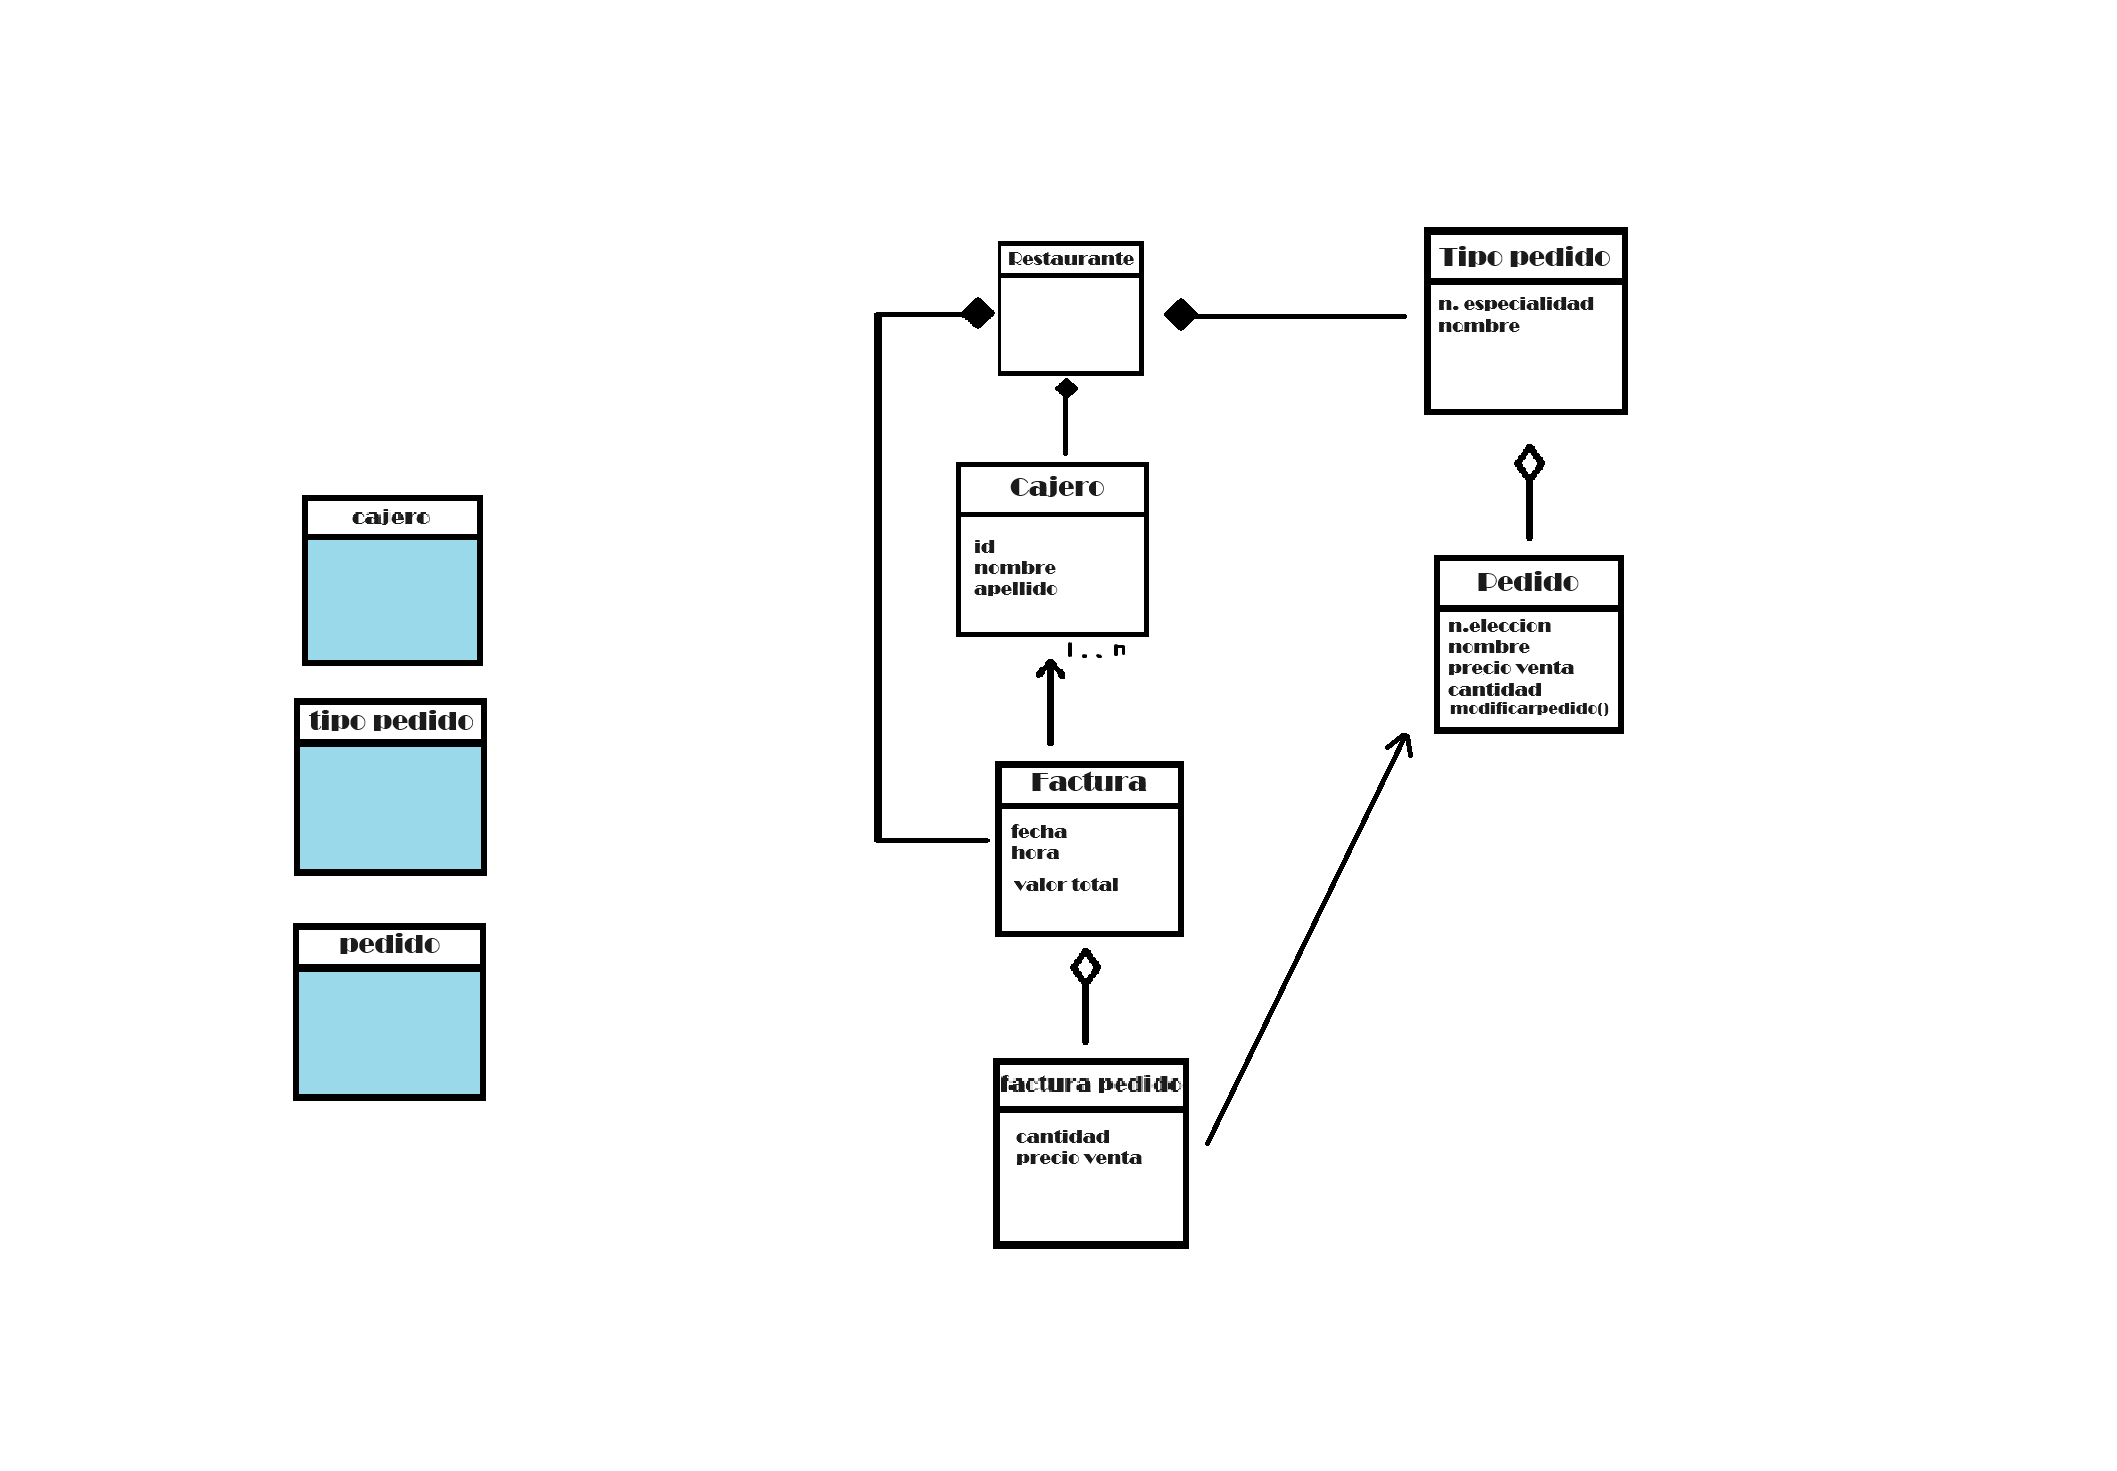 cajero
tipo pedido
pedido
Restaurante
Cajero
id
nombre
apellido
1..n
Factura
fecha
hora
valor total
factura pedido
cantidad
precio venta
Tipo pedido
n. especialidad
nombre
Pedido
n.eleccion
nombre
precio venta
cantidad
modificarpedido()